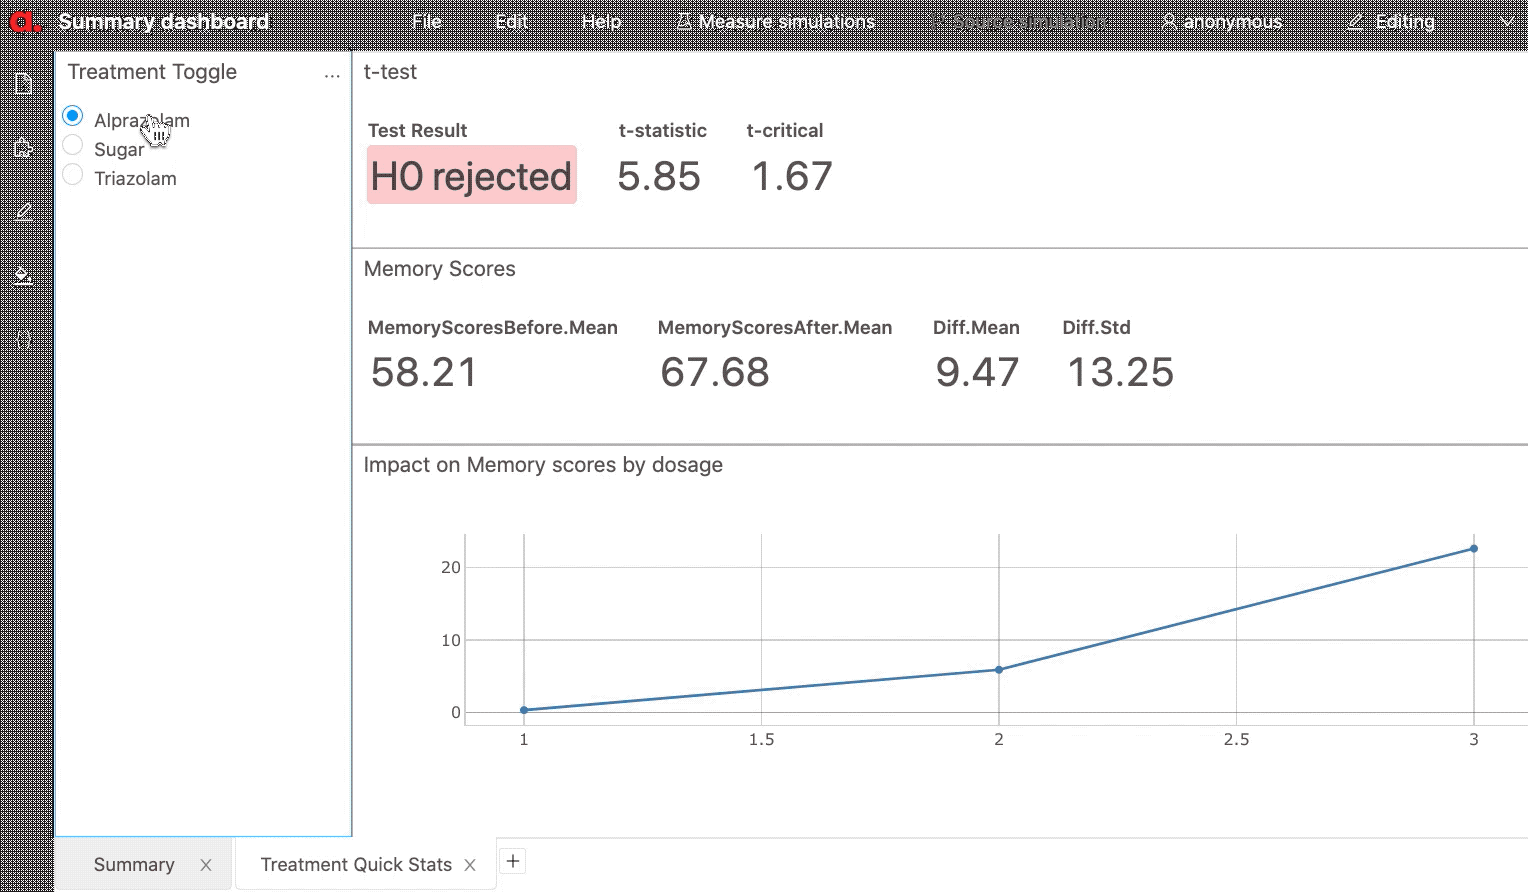 a. Summary dashboard File Edit Help Measure simulations anonymous Editing
Treatment Toggle ...
Alprazolam
Sugar
Triazolam
t-test
Test Result t-statistic t-critical
H0 rejected 5.85 1.67
Memory Scores
MemoryScoresBefore.Mean MemoryScoresAfter.Mean Diff.Mean Diff.Std
58.21 67.68 9.47 13.25
Impact on Memory scores by dosage
20
10
0
1 1.5 2 2.5 3
Summary X Treatment Quick Stats X +